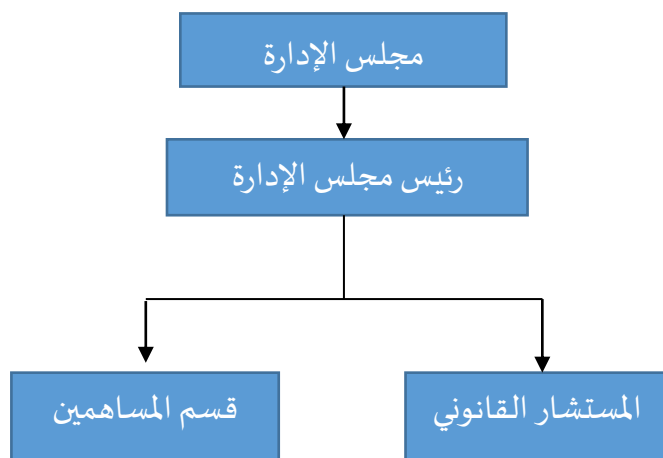 مجلس الإدارة
رئيس مجلس الإدارة
المستشار القانوني
قسم المساهمين